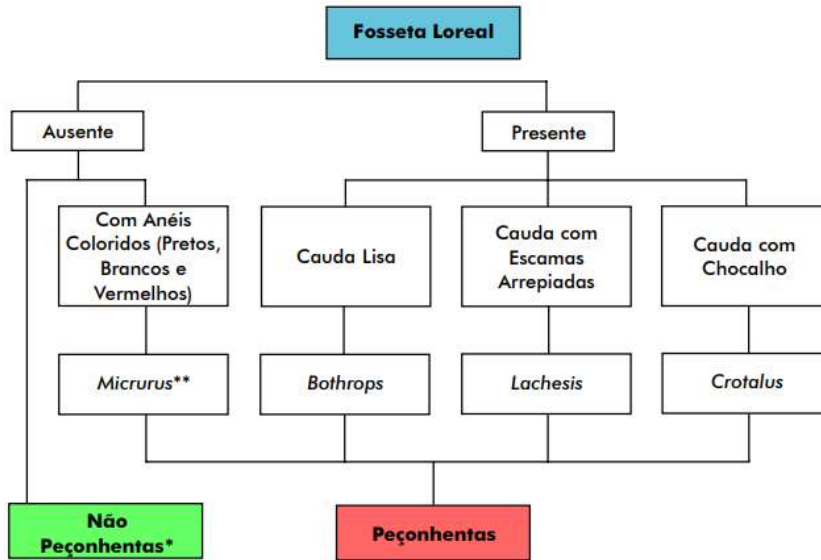 Fosseta Loreal
Ausente
Presente
Com Anéis
Coloridos (Pretos,
Brancos e
Vermelhos)
Cauda Lisa
Cauda com
Escamas
Arrepiadas
Cauda com
Chocalho
Micrurus**
Bothrops
Lachesis
Crotalus
Não
Peçonhentas*
Peçonhentas